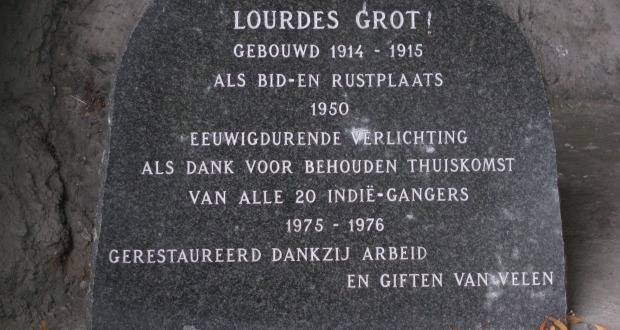 LOURDES GROT!
GEBOUWD 1914 - 1915
ALS BID-EN RUSTPLAATS
1950
EEUWIGDURENDE VERLICHTING
ALS DANK VOOR BEHOUDEN THUISKOMST
VAN ALLE 20 INDIË-GANGERS
1975 - 1976
GERESTAUREERD DANKZIJ ARBEID
EN GIFTEN VAN VELEN